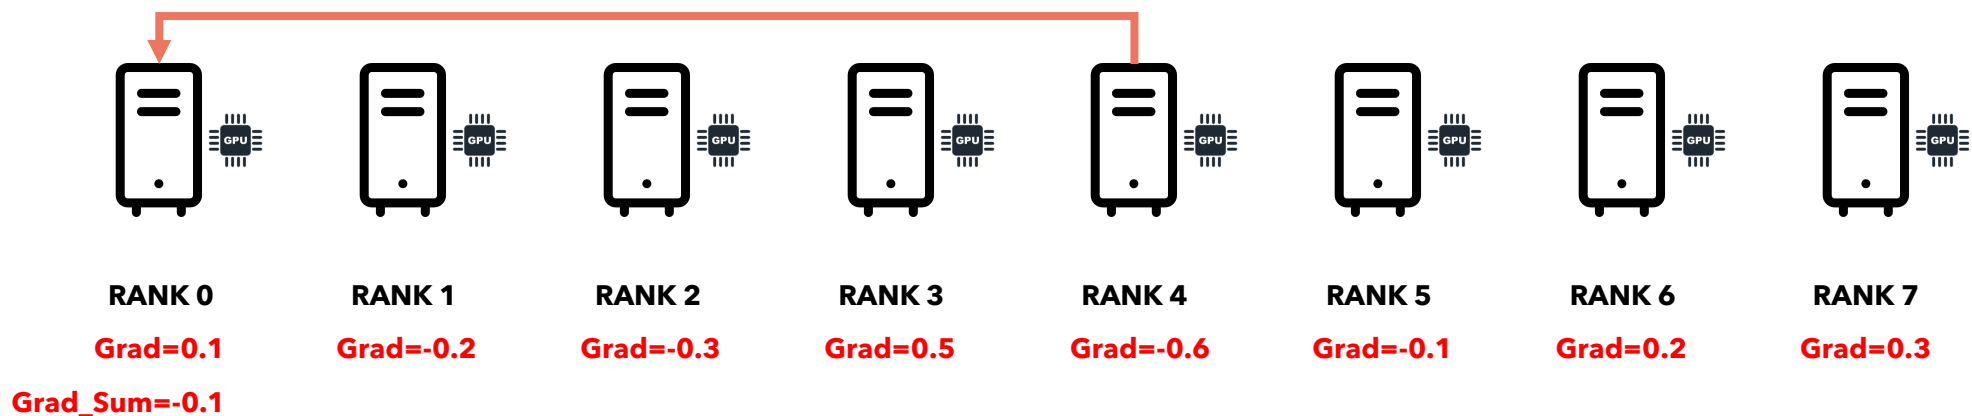 GPU GPU GPU GPU GPU GPU GPU GPU
RANK 0 RANK 1 RANK 2 RANK 3 RANK 4 RANK 5 RANK 6 RANK 7
Grad=0.1 Grad=-0.2 Grad=-0.3 Grad=0.5 Grad=-0.6 Grad=-0.1 Grad=0.2 Grad=0.3
Grad_Sum=-0.1